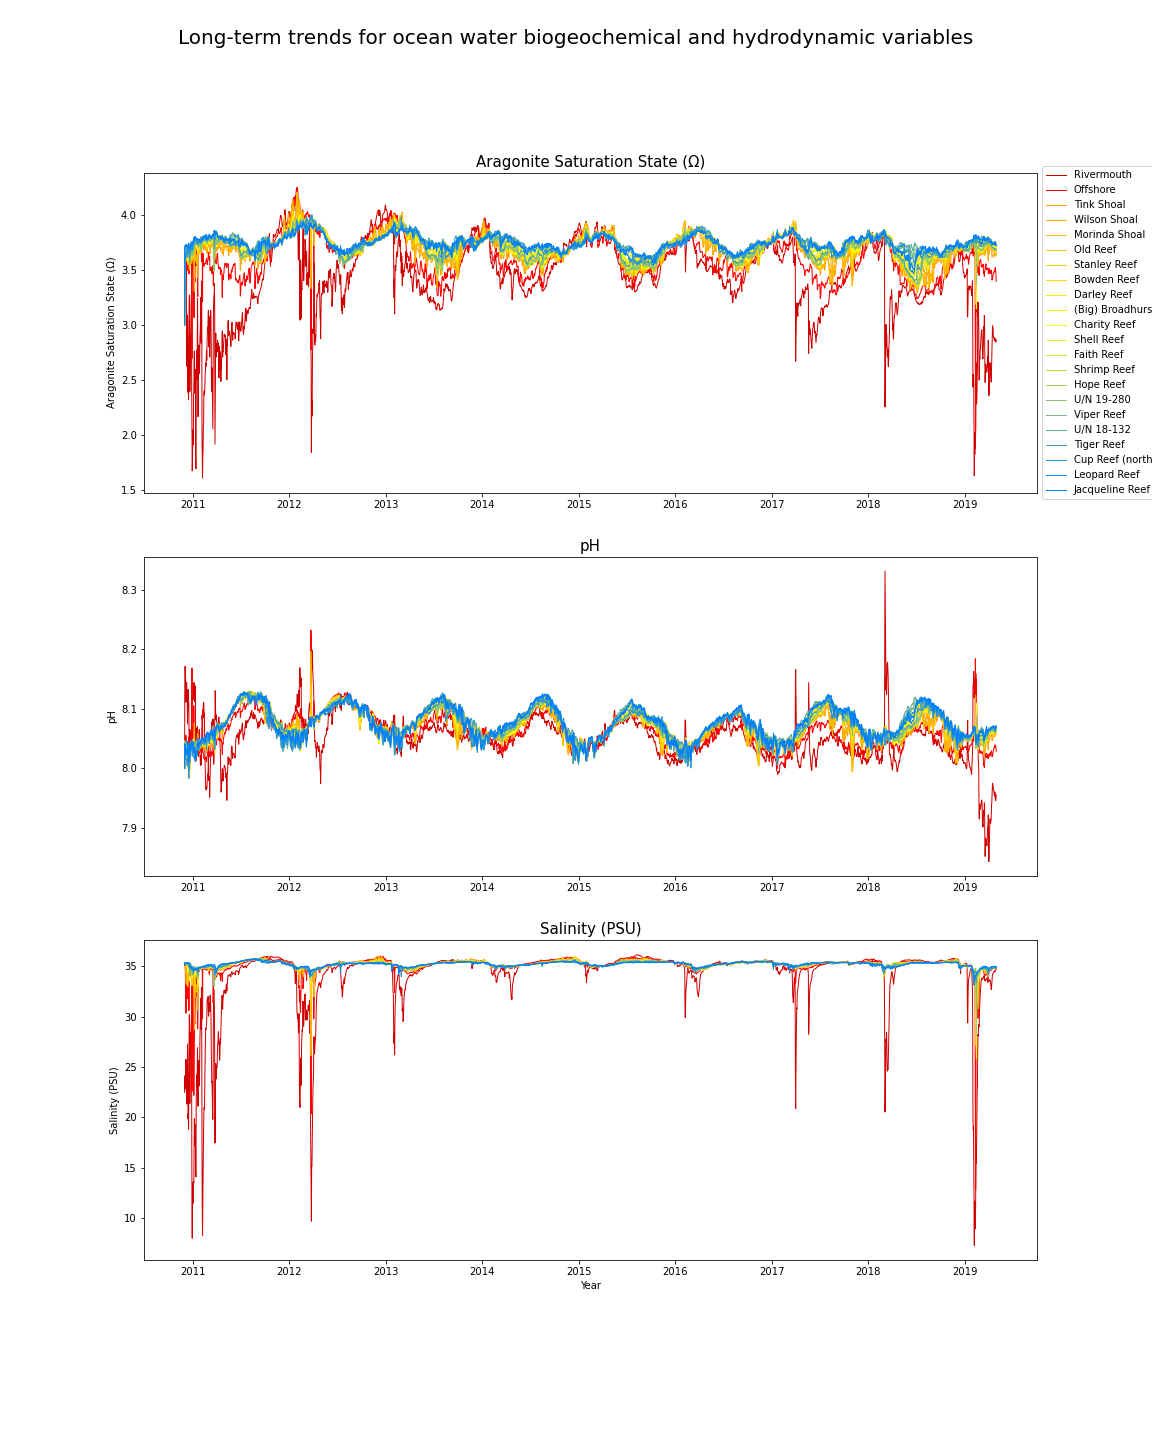 Long-term trends for ocean water biogeochemical and hydrodynamic variables
Aragonite Saturation State (Ω)
Aragonite Saturation State (Ω)
4.0
3.5
3.0
2.5
2.0
1.5
2011 2012 2013 2014 2015 2016 2017 2018 2019
Rivermouth
Offshore
Tink Shoal
Wilson Shoal
Morinda Shoal
Old Reef
Stanley Reef
Bowden Reef
Darley Reef
(Big) Broadhurs
Charity Reef
Shell Reef
Faith Reef
Shrimp Reef
Hope Reef
U/N 19-280
Viper Reef
U/N 18-132
Tiger Reef
Cup Reef (north
Leopard Reef
Jacqueline Reef
pH
pH
8.3
8.2
8.1
8.0
7.9
2011 2012 2013 2014 2015 2016 2017 2018 2019
Salinity (PSU)
Salinity (PSU)
35
30
25
20
15
10
2011 2012 2013 2014 2015 2016 2017 2018 2019
Year